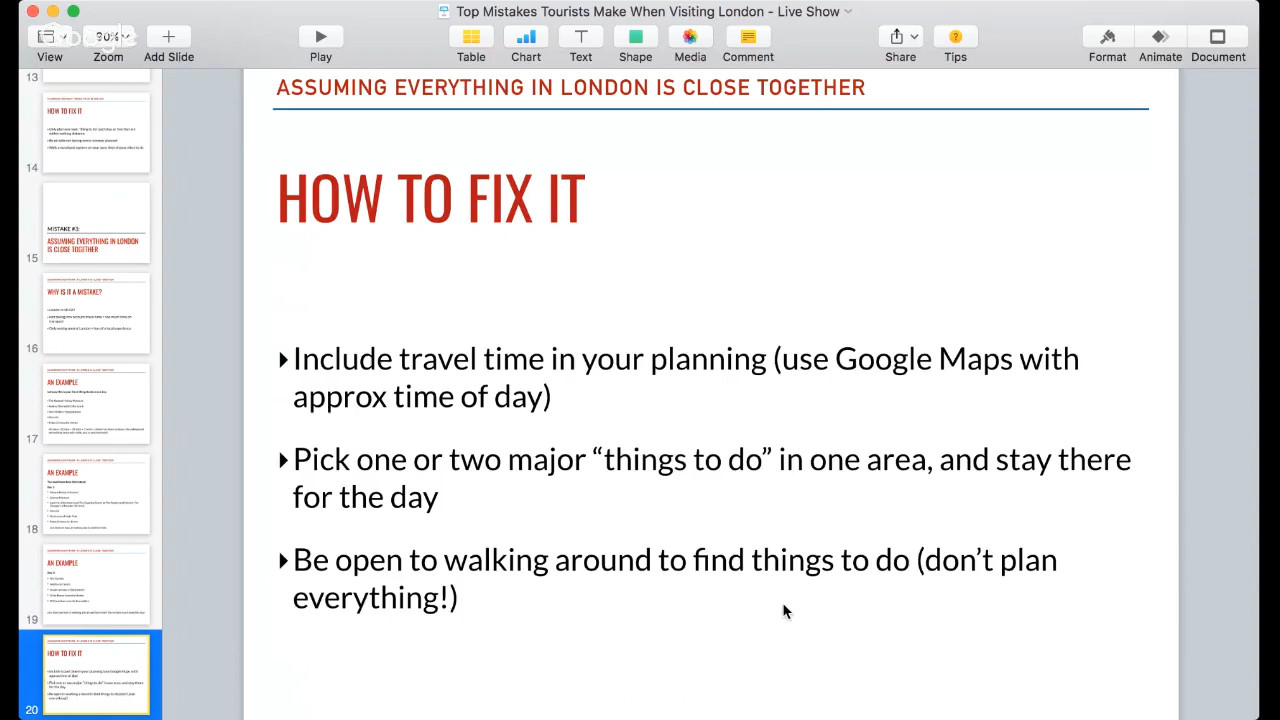 Top Mistakes Tourists Make When Visiting London - Live Show
Google
View
Zoom
Add Slide
Play
Table
Chart
Text
Shape
Media
Comment
Share
Tips
Format
Animate
Document
13
HOW TO FIX IT
14
MISTAKE #3:
ASSUMING EVERYTHING IN LONDON
IS CLOSE TOGETHER
15
WHY IS IT A MISTAKE?
16
AN EXAMPLE
17
AN EXAMPLE
18
AN EXAMPLE
19
HOW TO FIX IT
20
ASSUMING EVERYTHING IN LONDON IS CLOSE TOGETHER
HOW TO FIX IT
Include travel time in your planning (use Google Maps with
approx time of day)
Pick one or two major “things to do” in one area, and stay there
for the day
Be open to walking around to find things to do (don’t plan
everything!)